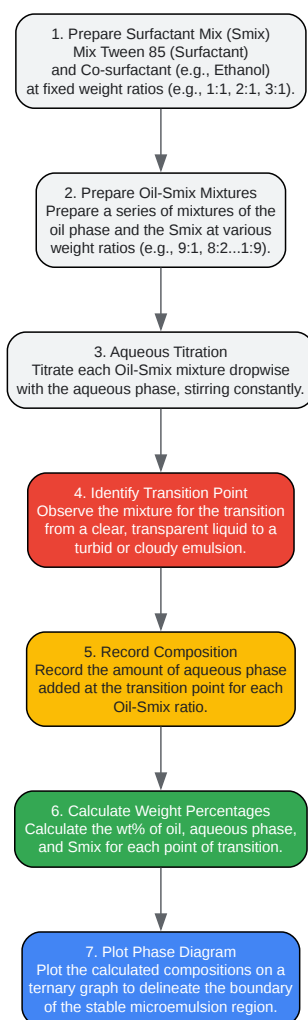 1. Prepare Surfactant Mix (Smix)
Mix Tween 85 (Surfactant)
and Co-surfactant (e.g., Ethanol)
at fixed weight ratios (e.g., 1:1, 2:1, 3:1).
2. Prepare Oil-Smix Mixtures
Prepare a series of mixtures of the
oil phase and the Smix at various
weight ratios (e.g., 9:1, 8:2...1:9).
3. Aqueous Titration
Titrate each Oil-Smix mixture dropwise
with the aqueous phase, stirring constantly.
4. Identify Transition Point
Observe the mixture for the transition
from a clear, transparent liquid to a
turbid or cloudy emulsion.
5. Record Composition
Record the amount of aqueous phase
added at the transition point for each
Oil-Smix ratio.
6. Calculate Weight Percentages
Calculate the wt% of oil, aqueous phase,
and Smix for each point of transition.
7. Plot Phase Diagram
Plot the calculated compositions on a
ternary graph to delineate the boundary
of the stable microemulsion region.